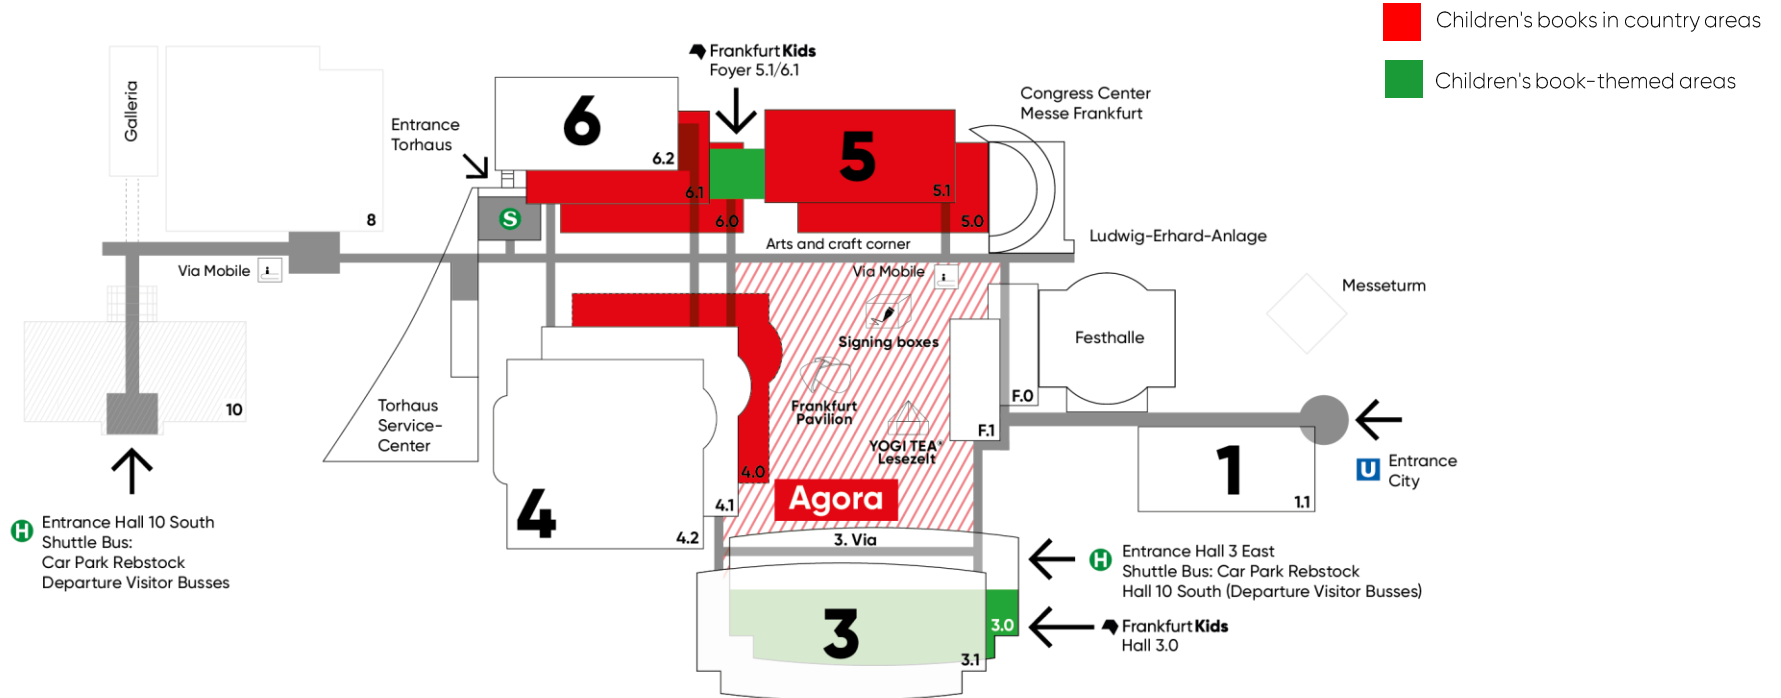 Children's books in country areas
Children's book-themed areas
Frankfurt Kids
Foyer 5.1/6.1
Congress Center
Messe Frankfurt
Entrance
Torhaus
Galleria
6
6.2
6.1
6.0
5
5.1
5.0
S
8
Arts and craft corner
Ludwig-Erhard-Anlage
Via Mobile
i
Via Mobile
i
Messeturm
Signing boxes
Festhalle
Frankfurt
Pavilion
F.0
F.1
YOGI TEA®
Lesezelt
10
Torhaus
Service-
Center
4
4.0
4.1
4.2
Agora
1
1.1
U
Entrance
City
H
Entrance Hall 10 South
Shuttle Bus:
Car Park Rebstock
Departure Visitor Busses
3. Via
H
Entrance Hall 3 East
Shuttle Bus: Car Park Rebstock
Hall 10 South (Departure Visitor Busses)
3
3.0
3.1
Frankfurt Kids
Hall 3.0